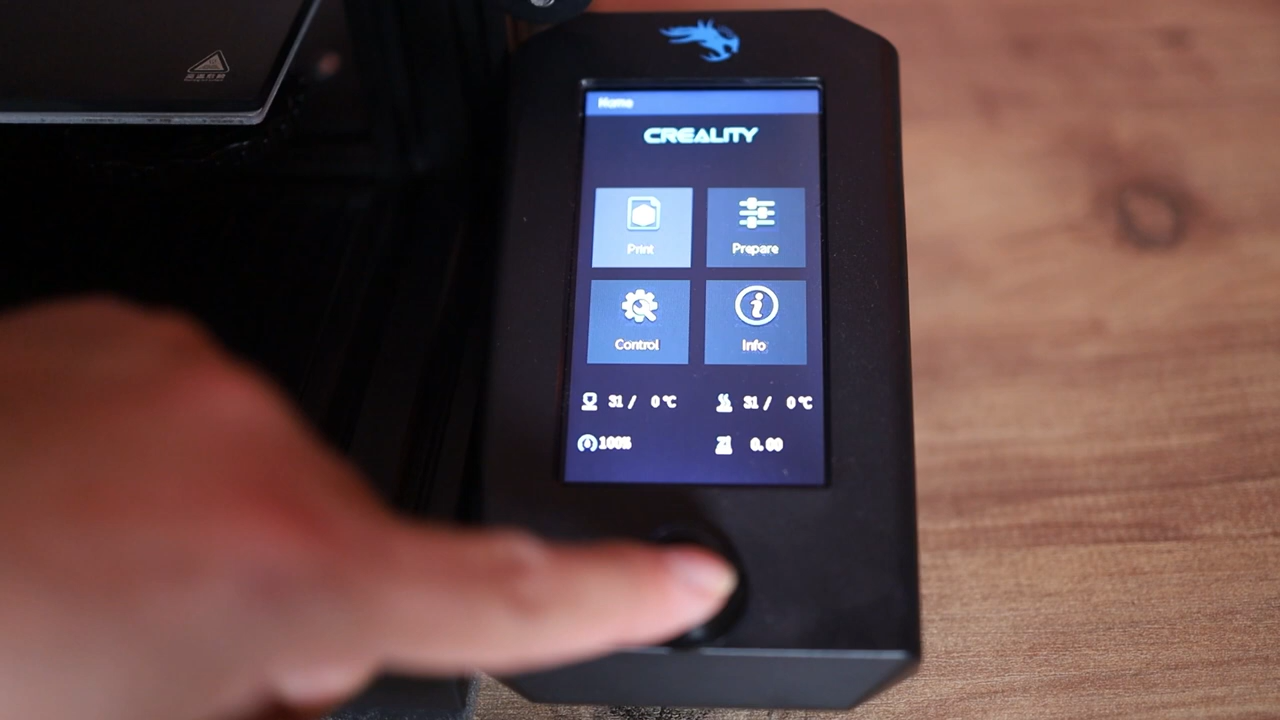 Home
CREALITY
Print
Prepare
Control
Info
31 / 0℃
31 / 0℃
100%
0.00